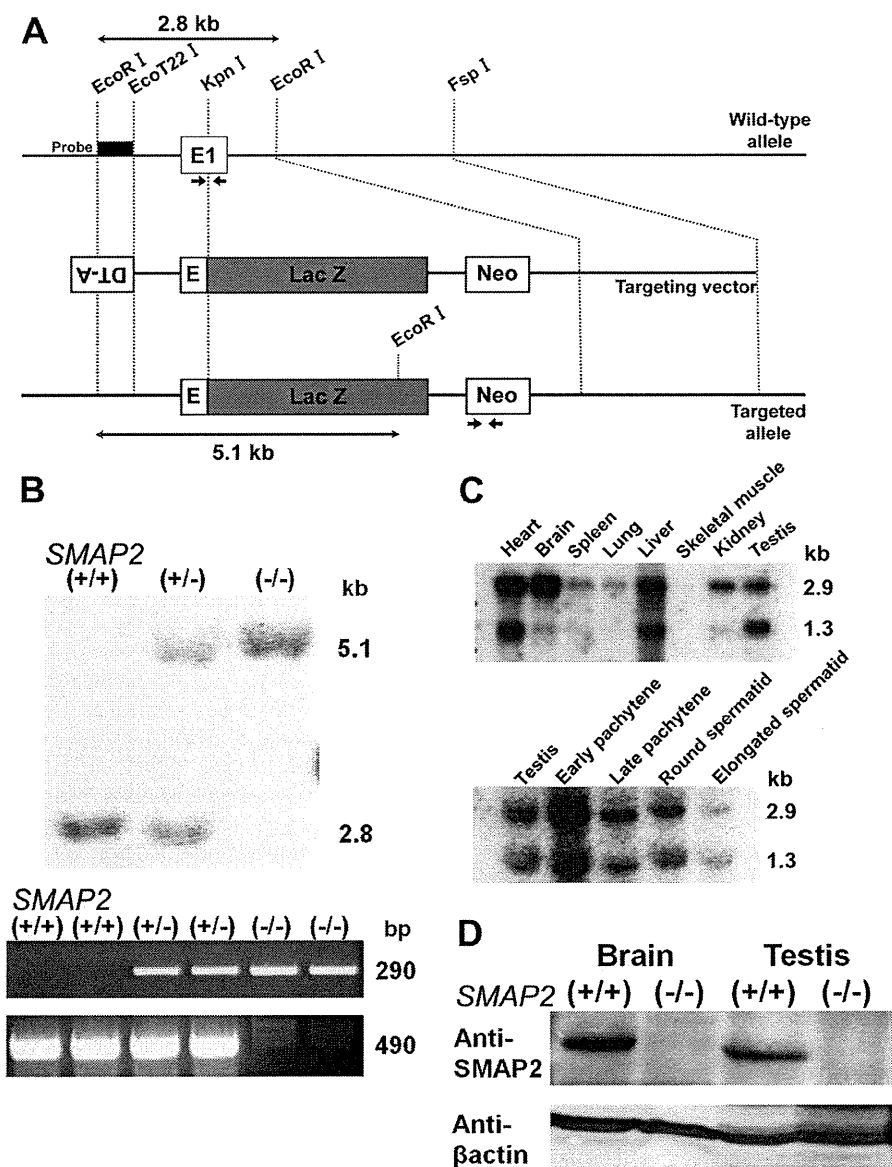 A
2.8 kb
EcoR I
EcoT22 I
Kpn I
EcoR I
Fsp I
Probe
E1
Wild-type
allele
DT-A
E
Lac Z
Neo
Targeting vector
EcoR I
E
Lac Z
Neo
Targeted
allele
5.1 kb
B
SMAP2
(+/+) (+/-) (-/-) kb
5.1
2.8
SMAP2
(+/+) (+/+) (+/-) (+/-) (-/-) (-/-) bp
290
490
C
Heart Brain Spleen Lung Liver Skeletal muscle Kidney Testis kb
2.9
1.3
Testis Early pachytene Late pachytene Round spermatid Elongated spermatid kb
2.9
1.3
D
Brain Testis
SMAP2 (+/+) (-/-) (+/+) (-/-)
Anti-
SMAP2
Anti-
βactin